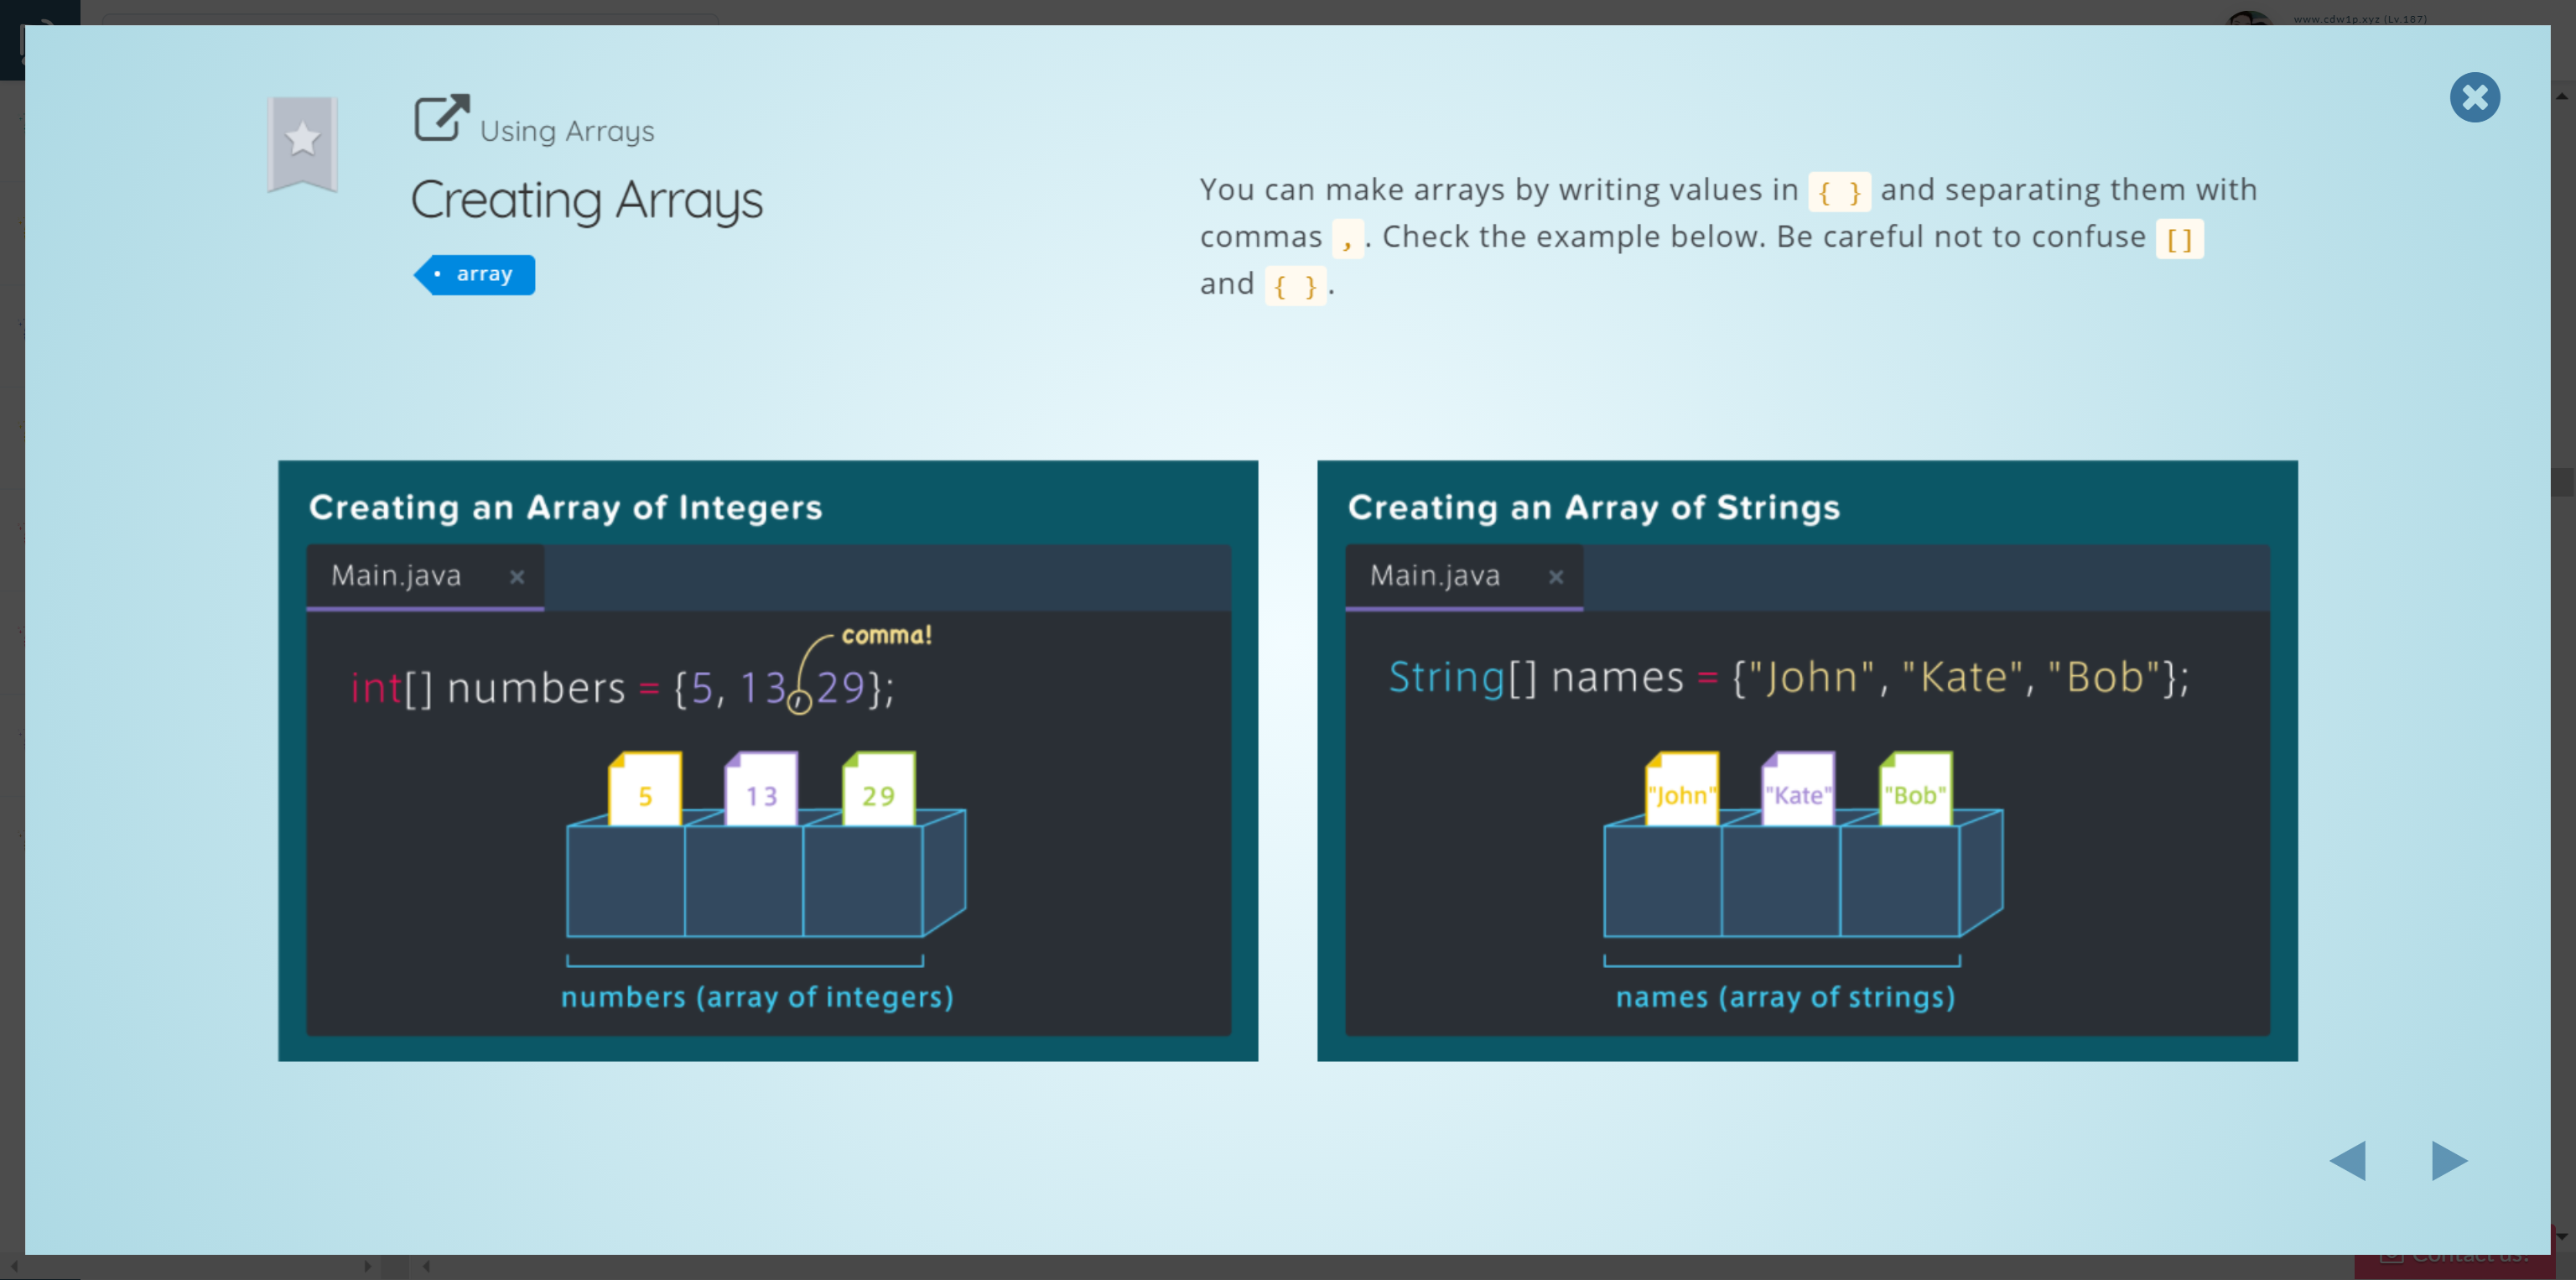 www.cdw1p.xyz (Lv.187)
Using Arrays
Creating Arrays
array
You can make arrays by writing values in { } and separating them with
commas , . Check the example below. Be careful not to confuse []
and { } .
Creating an Array of Integers
Main.java ×
comma!
int[] numbers = {5, 13, 29};
5 13 29
numbers (array of integers)
Creating an Array of Strings
Main.java ×
String[] names = {"John", "Kate", "Bob"};
"John" "Kate" "Bob"
names (array of strings)
Contact us!